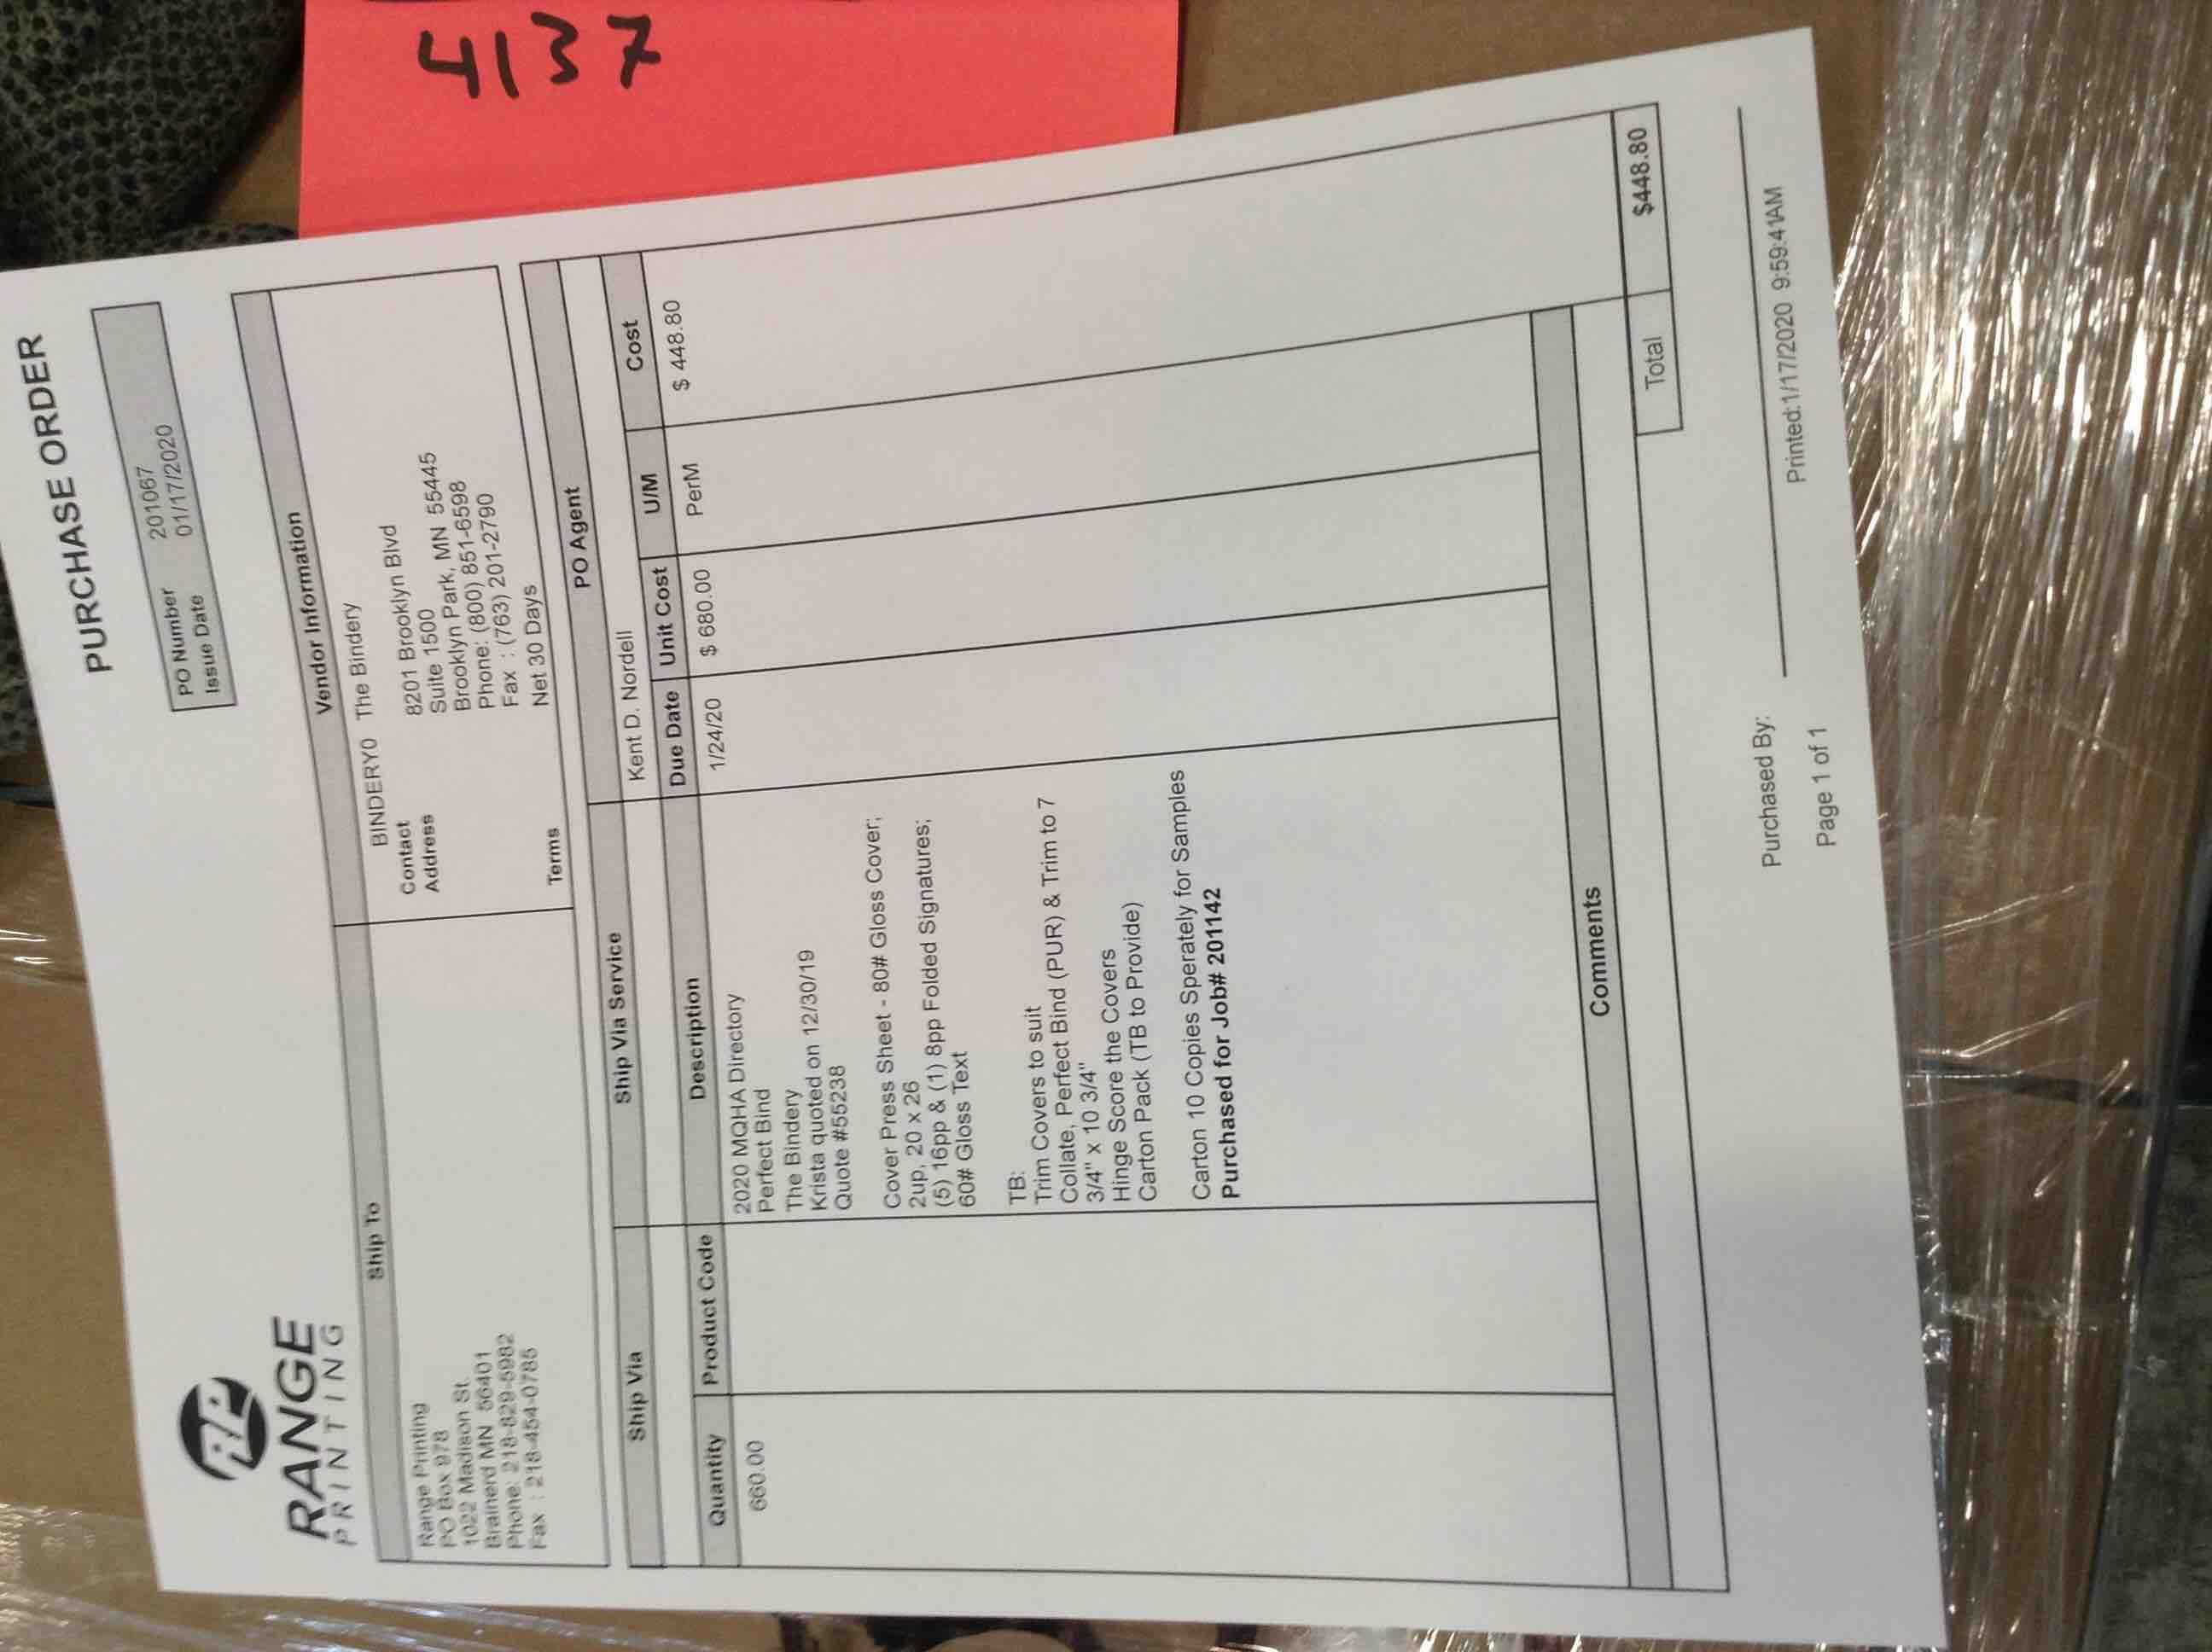 4137
PURCHASE ORDER
RP
RANGE
PRINTING
PO Number 201067
Issue Date 01/17/2020
Ship To
Range Printing
PO Box 978
1022 Madison St.
Brainerd MN 56401
Phone: 218-829-5982
Fax : 218-454-0785
Vendor Information
BINDERY0 The Bindery
Contact
Address 8201 Brooklyn Blvd
Suite 1500
Brooklyn Park, MN 55445
Phone: (800) 851-6598
Fax : (763) 201-2790
Terms Net 30 Days
Ship Via Ship Via Service PO Agent
Kent D. Nordell
Quantity Product Code Description Due Date Unit Cost U/M Cost
660.00 2020 MQHA Directory 1/24/20 $ 680.00 PerM $ 448.80
Perfect Bind
The Bindery
Krista quoted on 12/30/19
Quote #55238
Cover Press Sheet - 80# Gloss Cover;
2up, 20 x 26
(5) 16pp & (1) 8pp Folded Signatures;
60# Gloss Text
TB:
Trim Covers to suit
Collate, Perfect Bind (PUR) & Trim to 7
3/4" x 10 3/4"
Hinge Score the Covers
Carton Pack (TB to Provide)
Carton 10 Copies Sperately for Samples
Purchased for Job# 201142
Comments
Total $448.80
Purchased By:
Page 1 of 1 Printed:1/17/2020 9:59:41AM